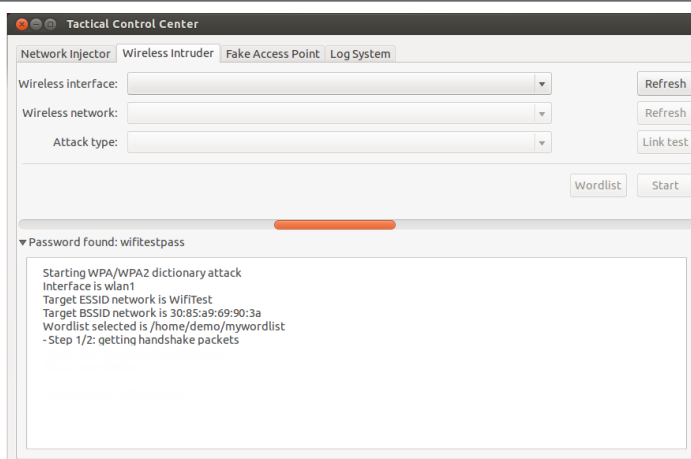 Tactical Control Center
Network Injector Wireless Intruder Fake Access Point Log System
Wireless interface: Refresh
Wireless network: Refresh
Attack type: Link test
Wordlist Start
Password found: wifitestpass
Starting WPA/WPA2 dictionary attack
Interface is wlan1
Target ESSID network is WifiTest
Target BSSID network is 30:85:a9:69:90:3a
Wordlist selected is /home/demo/mywordlist
- Step 1/2: getting handshake packets